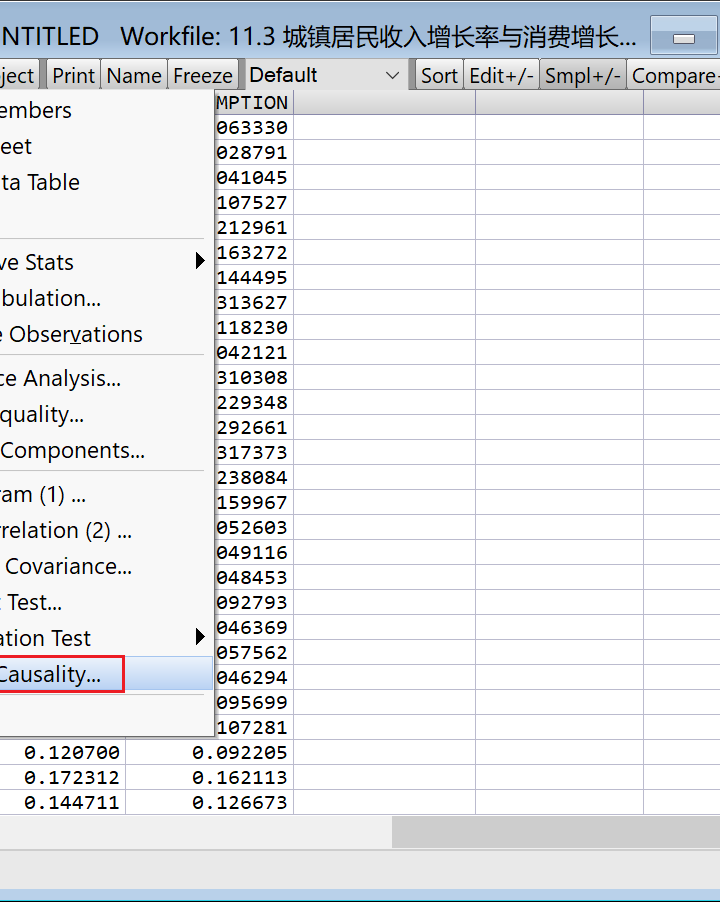 NTITLED Workfile: 11.3 城镇居民收入增长率与消费增长...
ject Print Name Freeze Default Sort Edit+/- Smpl+/- Compare+
MPTION
embers
063330
028791
eet
041045
ta Table
107527
212961
ve Stats
163272
144495
bulation...
313627
118230
e Observations
042121
ce Analysis...
310308
229348
quality...
292661
Components...
317373
238084
ram (1) ...
159967
rrelation (2) ...
052603
049116
Covariance...
048453
t Test...
092793
046369
ation Test
057562
Causality...
046294
095699
107281
0.120700 0.092205
0.172312 0.162113
0.144711 0.126673